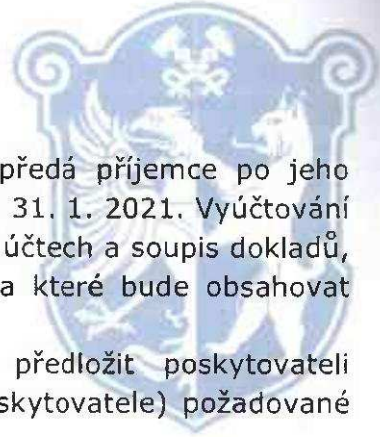 předá příjemce po jeho
31. 1. 2021. Vyúčtování
účtech a soupis dokladů,
a které bude obsahovat
předložit poskytovateli
skytovatele) požadované